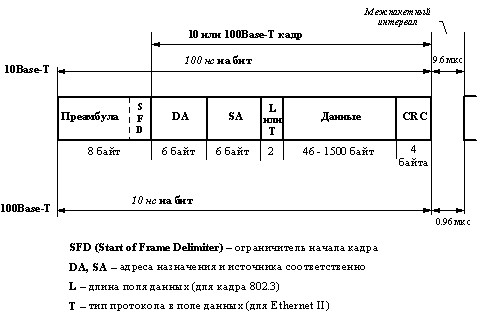 Межпакетный
интервал
10 или 100Base-T кадр
10Base-T
100 нс на бит
9.6 мкс
Преамбула
S
F
D
DA
SA
L
или
T
Данные
CRC
8 байт
6 байт
6 байт
2
46 - 1500 байт
4
байта
10 нс на бит
100Base-T
0.96 мкс
SFD (Start of Frame Delimiter) – ограничитель начала кадра
DA, SA – адреса назначения и источника соответственно
L – длина поля данных (для кадра 802.3)
T – тип протокола в поле данных (для Ethernet II)